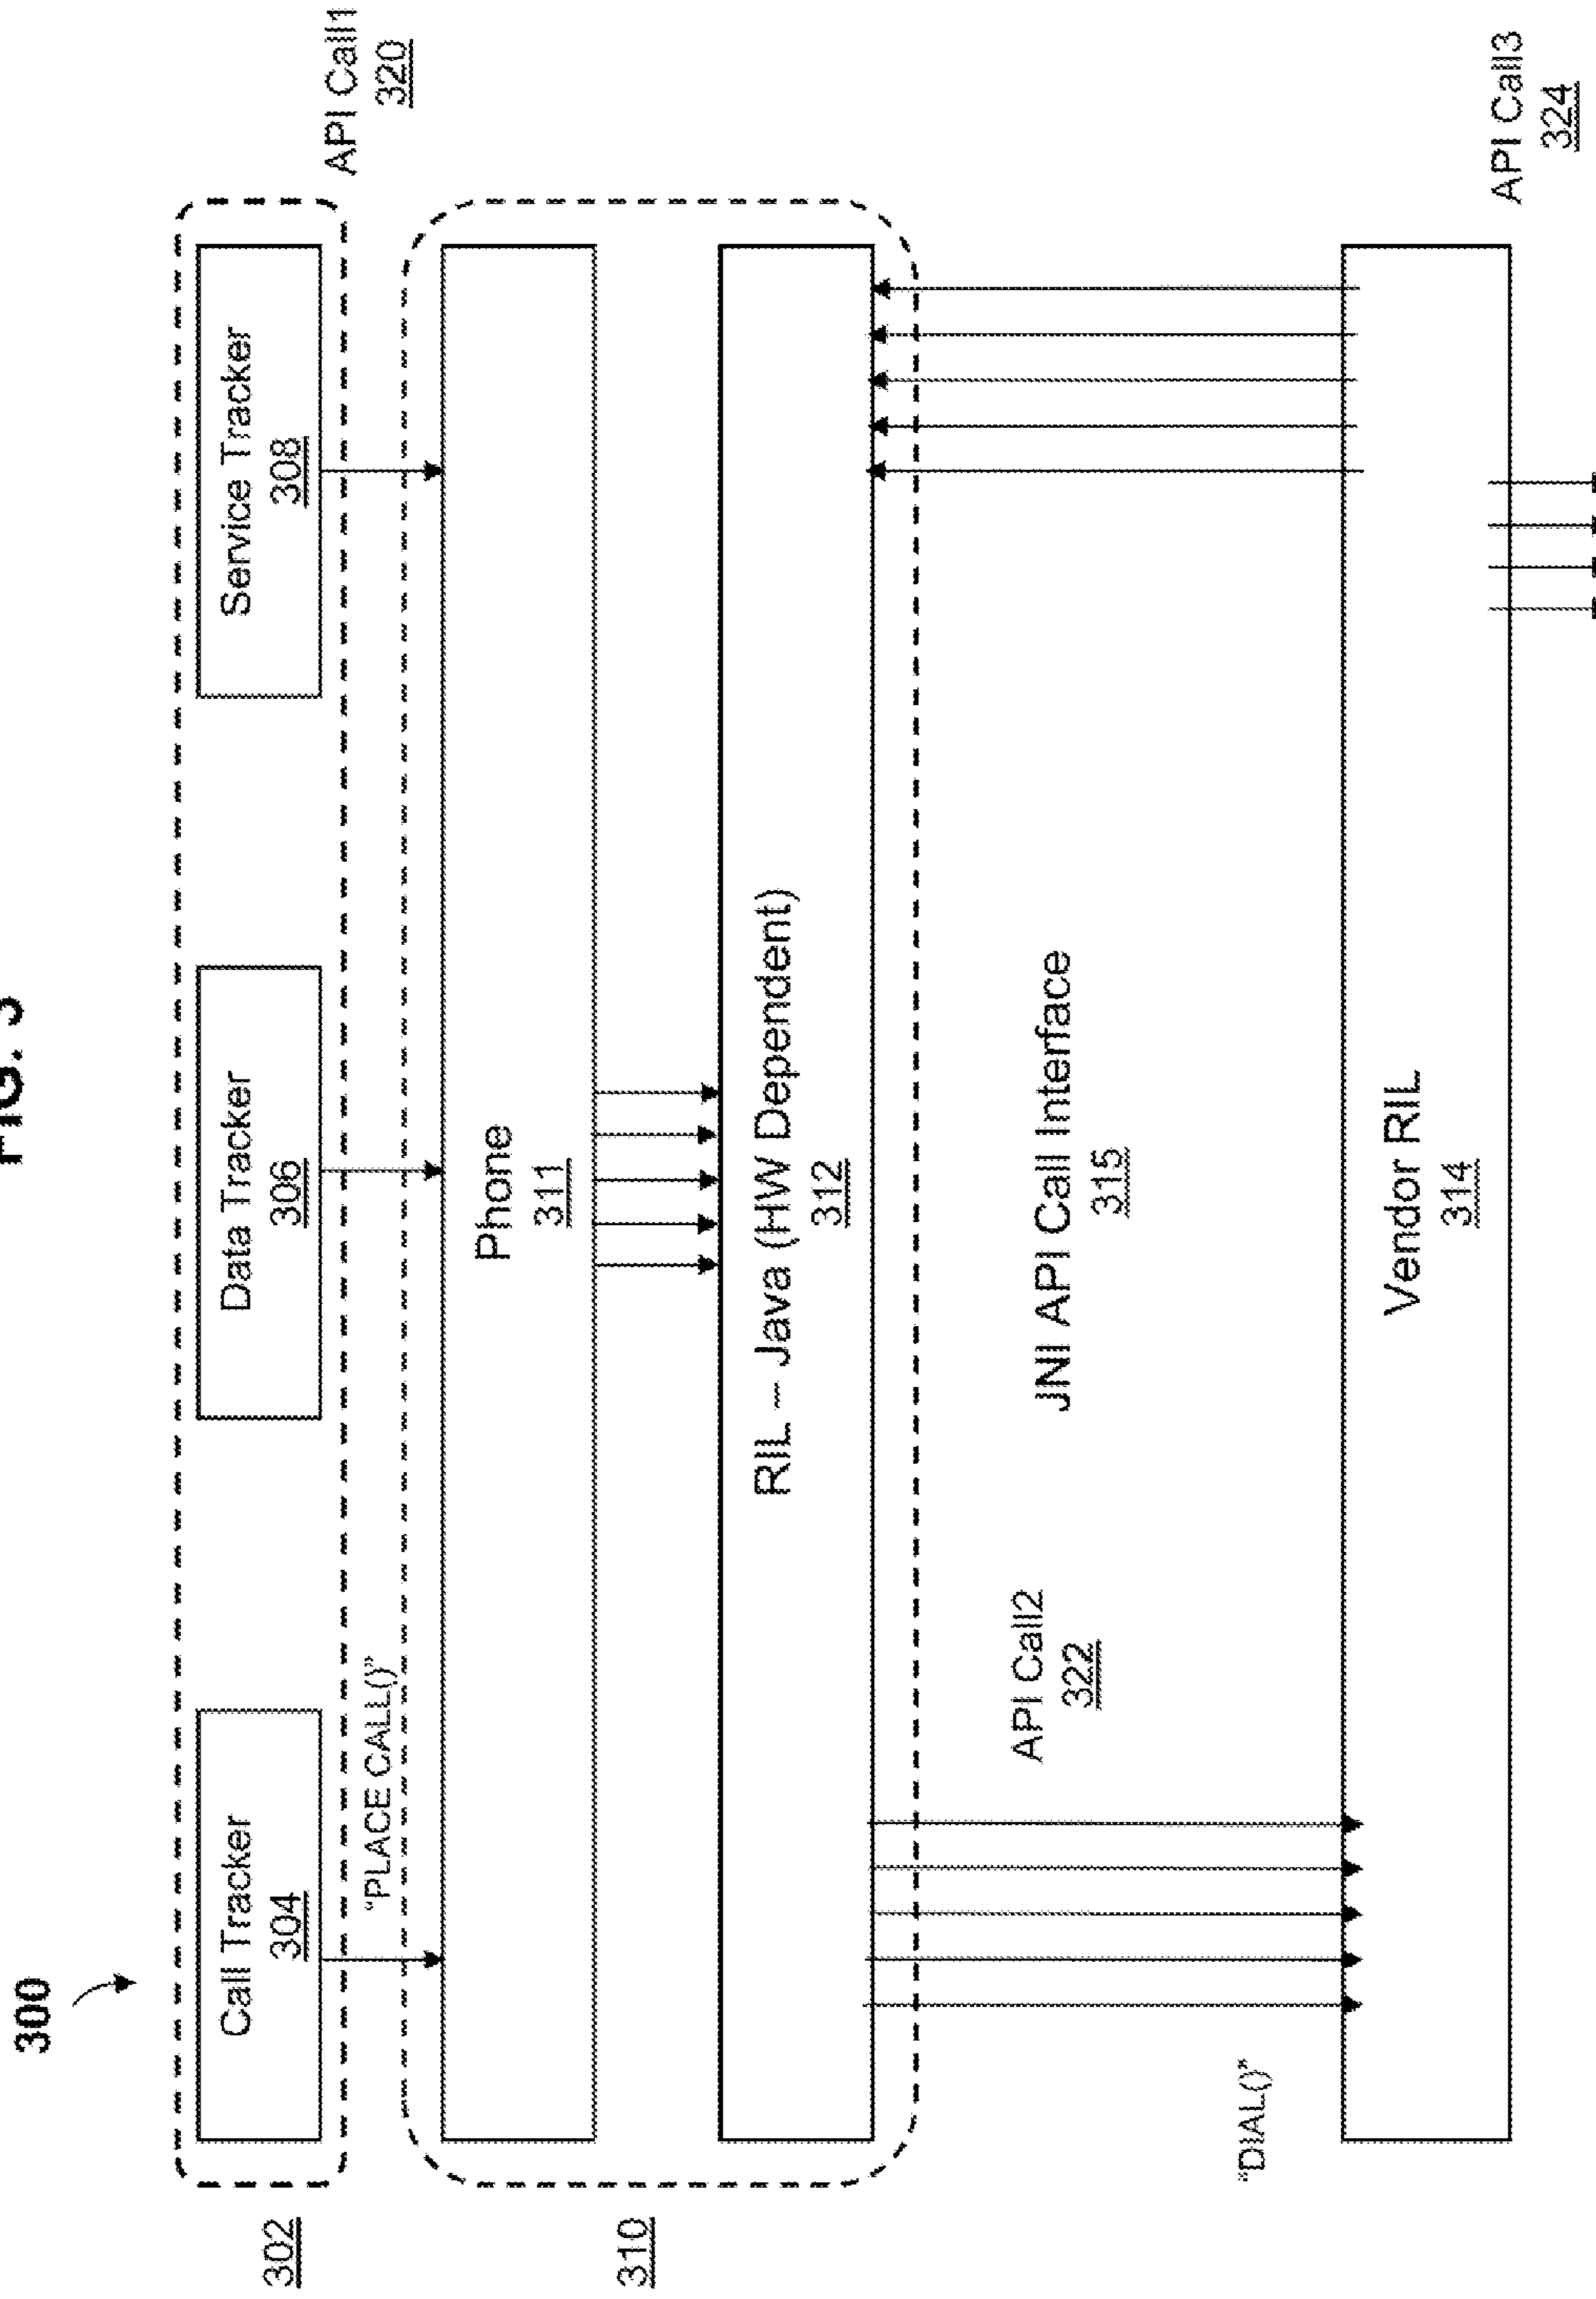 FIG. 3
300
302
Call Tracker
304
Data Tracker
306
Service Tracker
308
API Call1
320
"PLACE CALL()"
310
Phone
311
RIL – Java (HW Dependent)
312
API Call2
322
JNI API Call Interface
315
"DIAL()"
Vendor RIL
314
API Call3
324